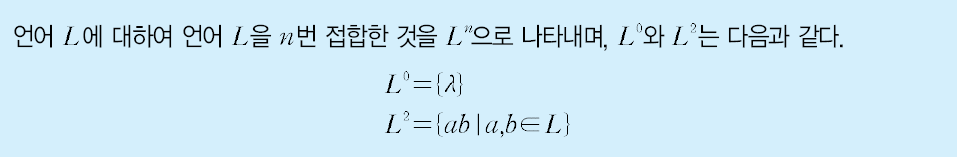 언어 L에 대하여 언어 L을 n번 접합한 것을 Lⁿ으로 나타내며, L⁰와 L²는 다음과 같다.
L⁰={λ}
L²={ab|a,b∈L}